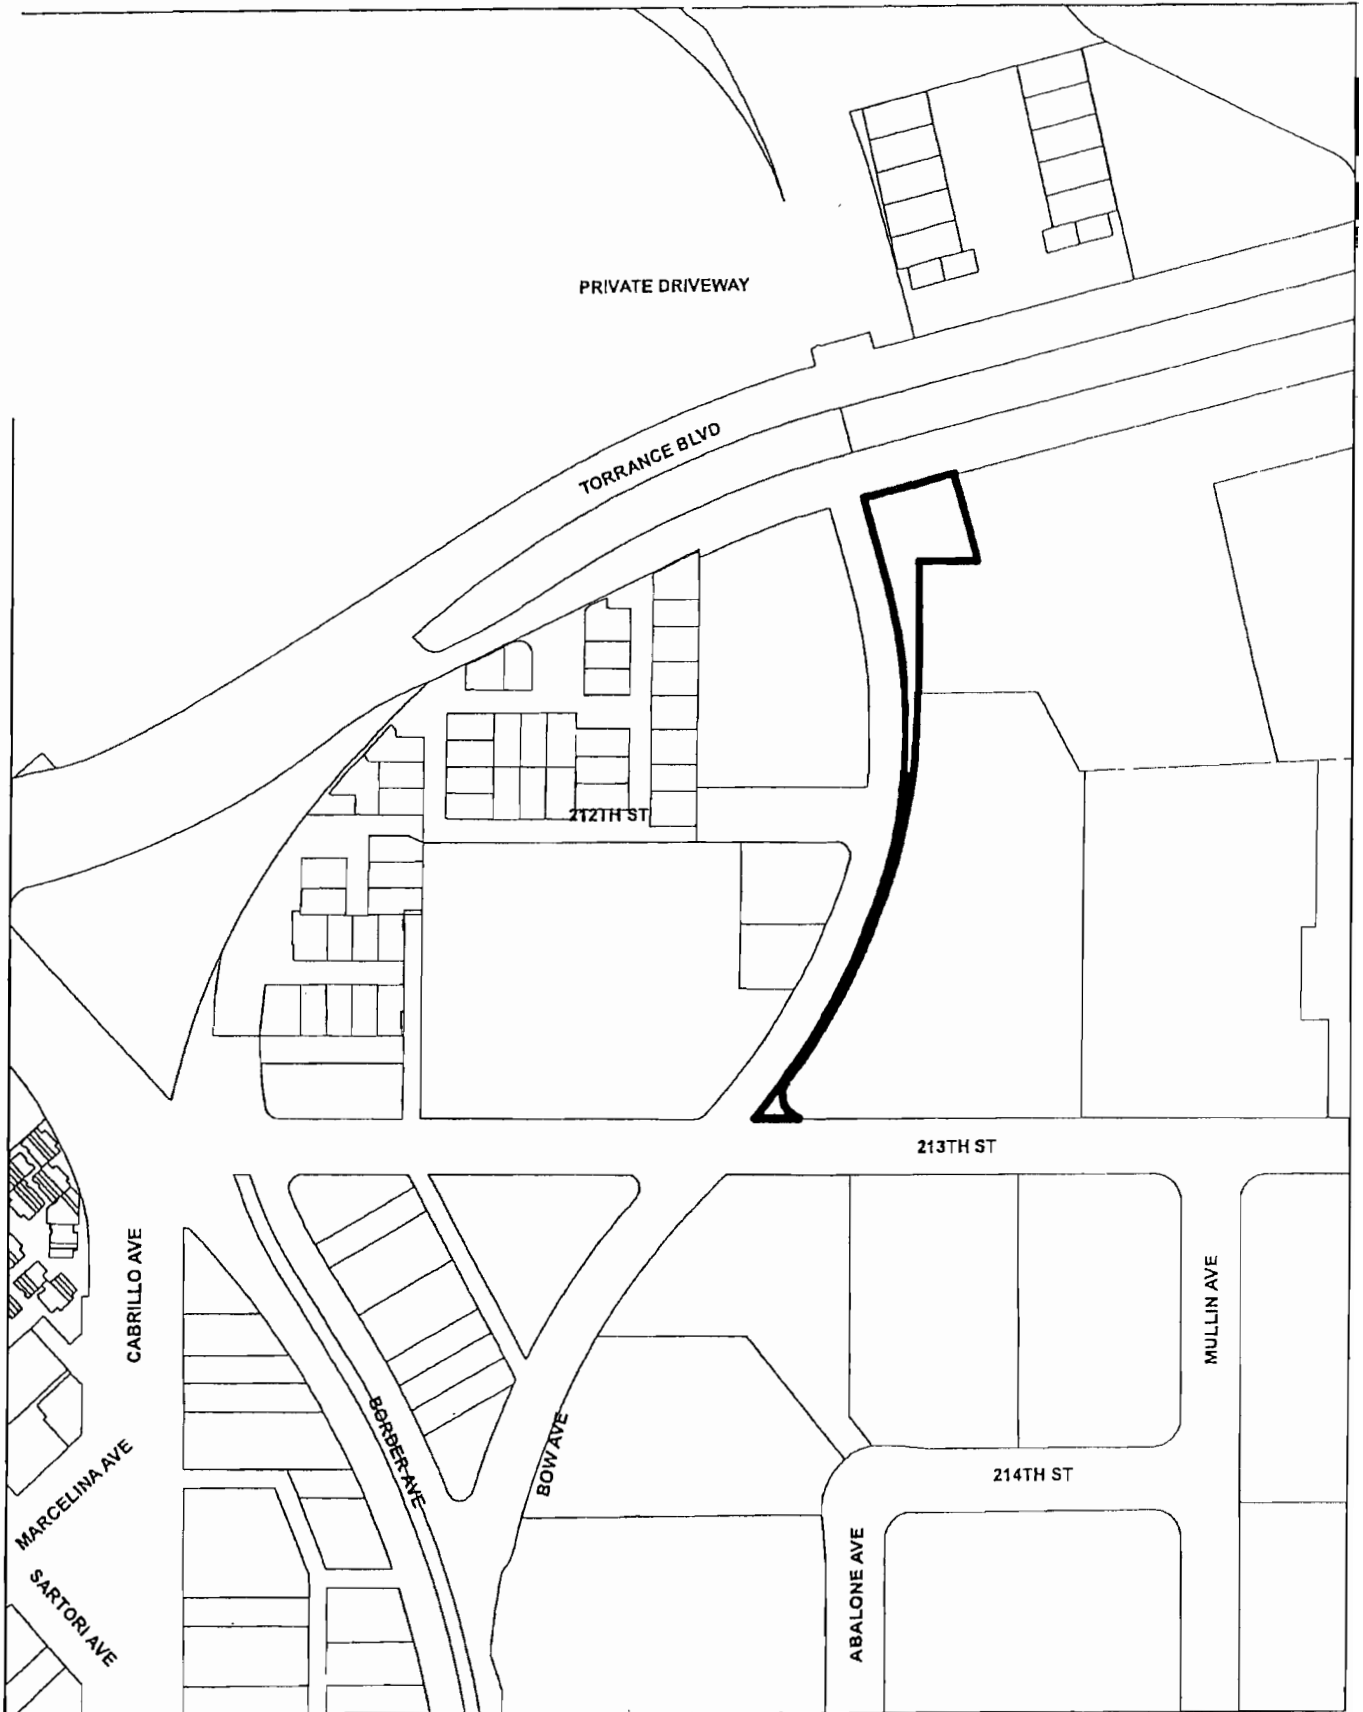 PRIVATE DRIVEWAY
TORRANCE BLVD
212TH ST
213TH ST
CABRILLO AVE
MULLIN AVE
BORDER AVE
BOW AVE
MARCELINA AVE
214TH ST
ABALONE AVE
SARTORI AVE